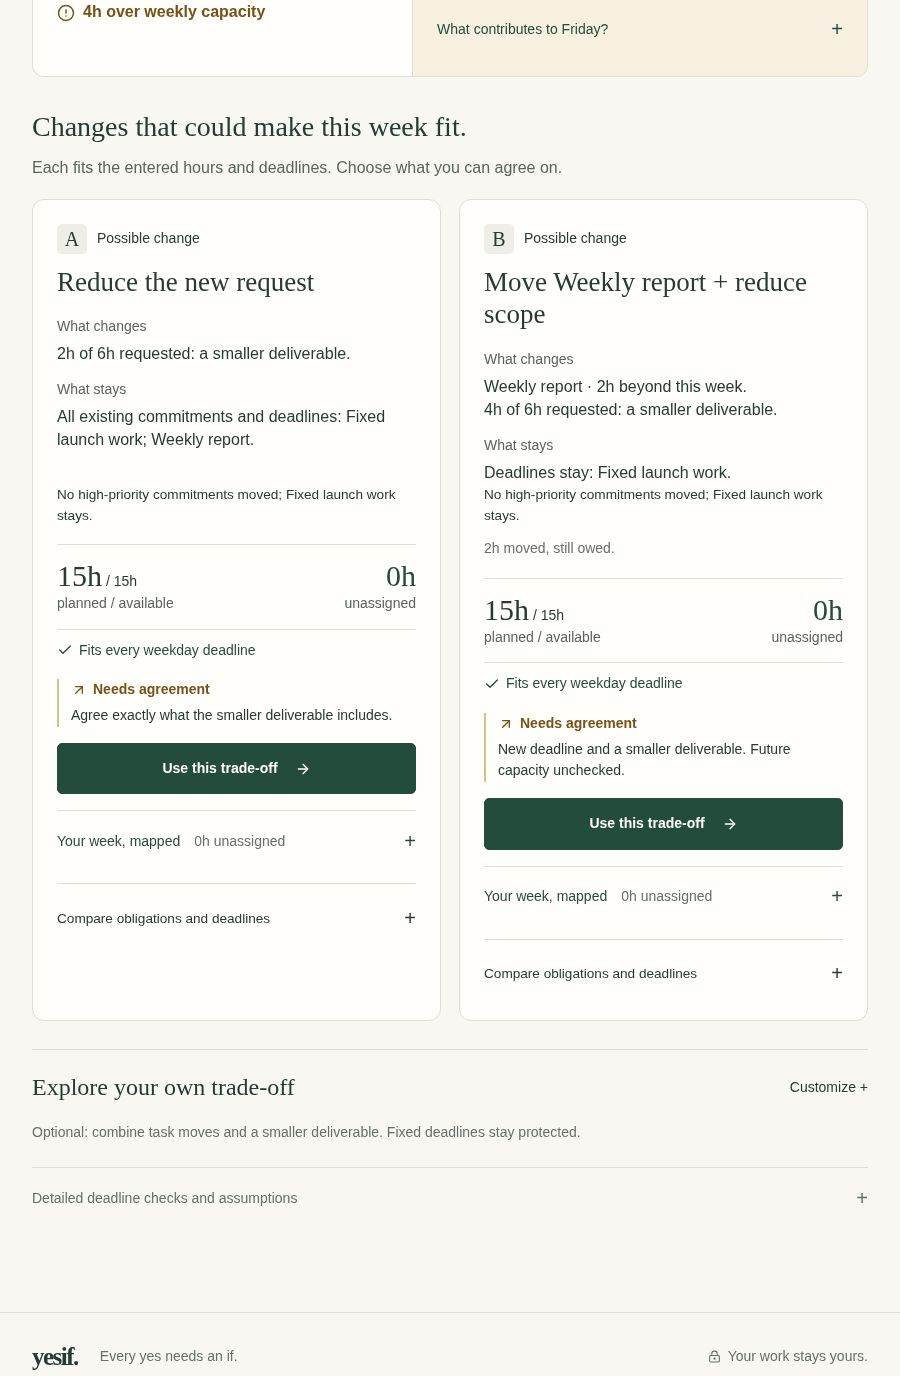 4h over weekly capacity
What contributes to Friday?
+
Changes that could make this week fit.
Each fits the entered hours and deadlines. Choose what you can agree on.
A
Possible change
Reduce the new request
What changes
2h of 6h requested: a smaller deliverable.
What stays
All existing commitments and deadlines: Fixed
launch work; Weekly report.
No high-priority commitments moved; Fixed launch work
stays.
15h / 15h
0h
planned / available
unassigned
Fits every weekday deadline
Needs agreement
Agree exactly what the smaller deliverable includes.
Use this trade-off
Your week, mapped 0h unassigned
+
Compare obligations and deadlines
+
B
Possible change
Move Weekly report + reduce
scope
What changes
Weekly report · 2h beyond this week.
4h of 6h requested: a smaller deliverable.
What stays
Deadlines stay: Fixed launch work.
No high-priority commitments moved; Fixed launch work
stays.
2h moved, still owed.
15h / 15h
0h
planned / available
unassigned
Fits every weekday deadline
Needs agreement
New deadline and a smaller deliverable. Future
capacity unchecked.
Use this trade-off
Your week, mapped 0h unassigned
+
Compare obligations and deadlines
+
Explore your own trade-off
Customize +
Optional: combine task moves and a smaller deliverable. Fixed deadlines stay protected.
Detailed deadline checks and assumptions
+
yesif.
Every yes needs an if.
Your work stays yours.